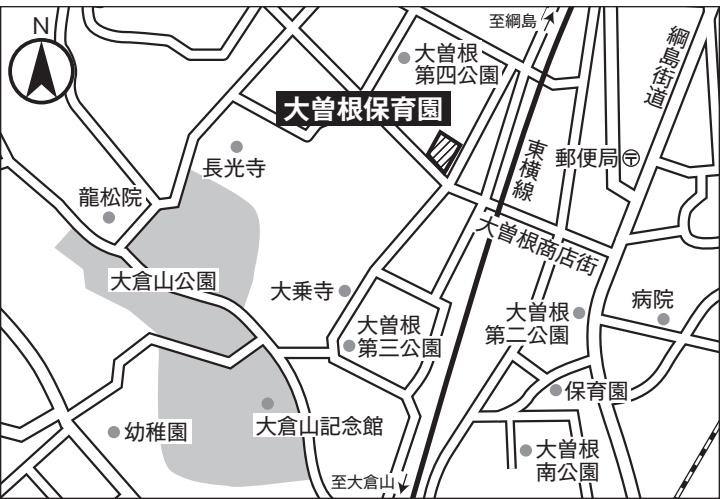 N
至綱島
大曽根
第四公園
綱島街道
大曽根保育園
長光寺
東横線
郵便局
龍松院
大曽根商店街
大倉山公園
大乗寺
大曽根
第三公園
大曽根
第二公園
病院
保育園
幼稚園
大倉山記念館
大曽根
南公園
至大倉山